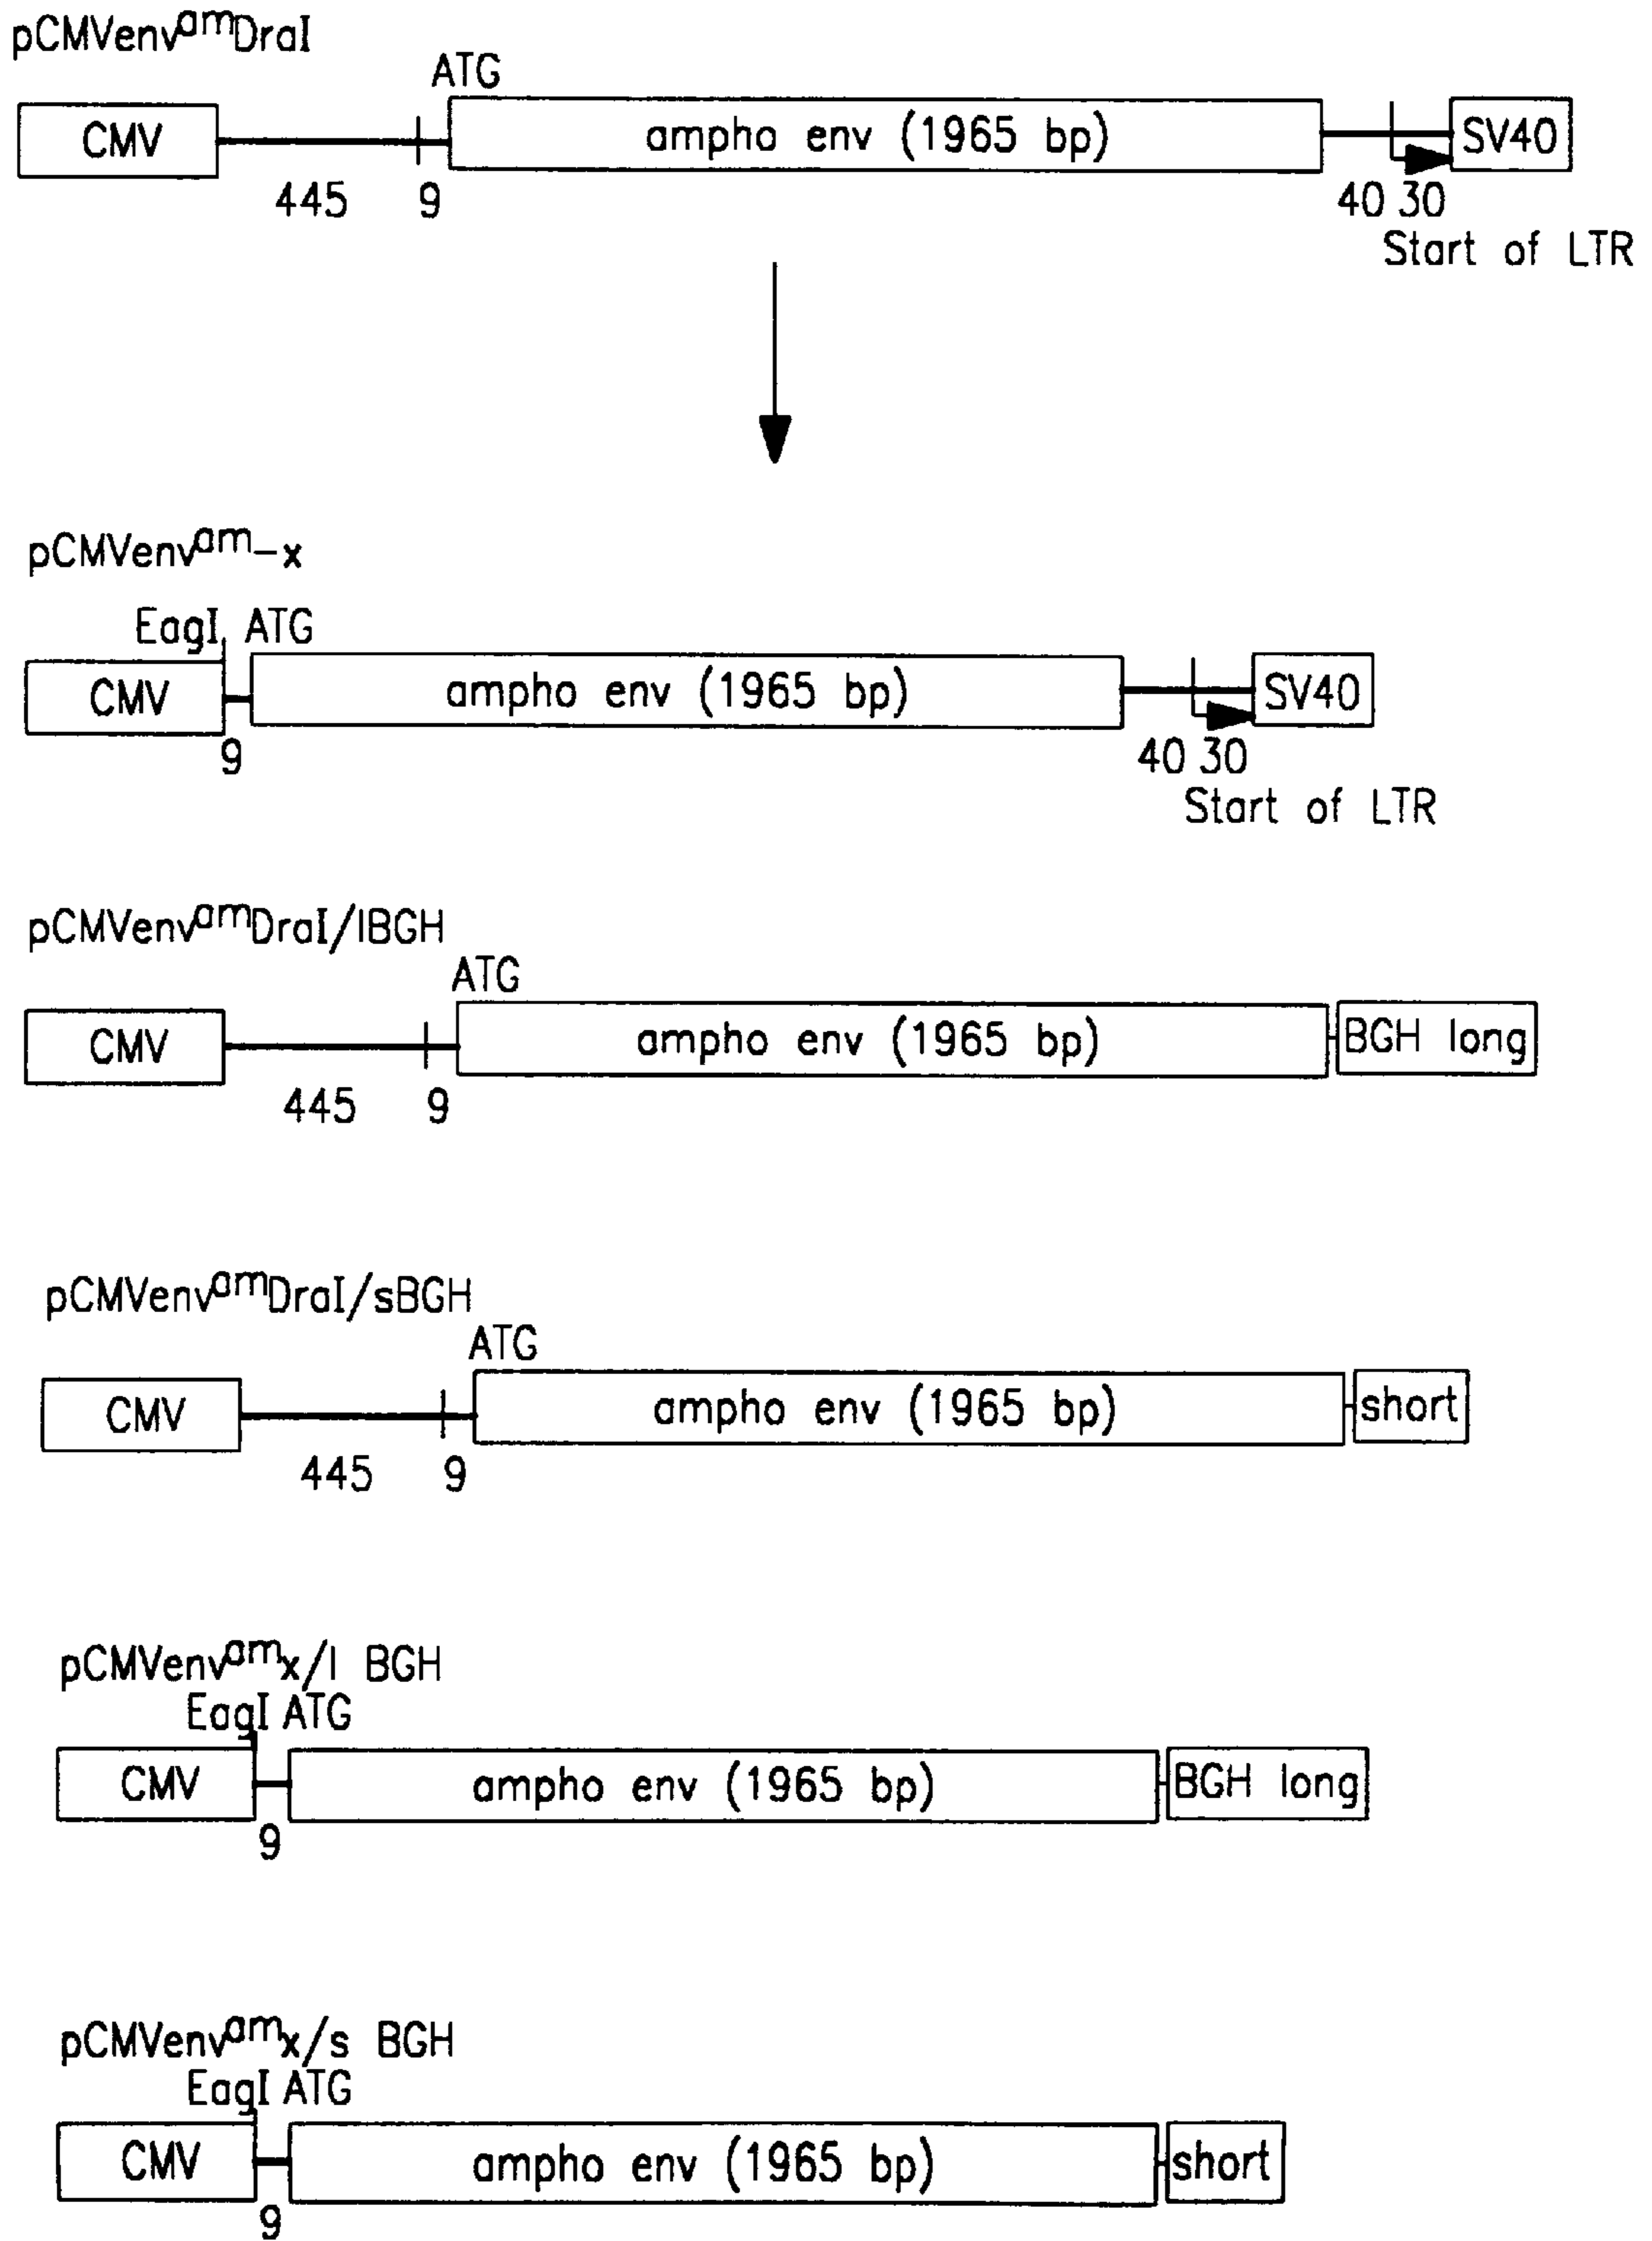 pCMVenvamDraI
ATG
CMV ampho env (1965 bp) SV40
445 9 40 30
Start of LTR
pCMVenvam-x
EagI ATG
CMV ampho env (1965 bp) SV40
9 40 30
Start of LTR
pCMVenvamDraI/lBGH
ATG
CMV ampho env (1965 bp) BGH long
445 9
pCMVenvamDraI/sBGH
ATG
CMV ampho env (1965 bp) short
445 9
pCMVenvamx/l BGH
EagI ATG
CMV ampho env (1965 bp) BGH long
9
pCMVenvamx/s BGH
EagI ATG
CMV ampho env (1965 bp) short
9